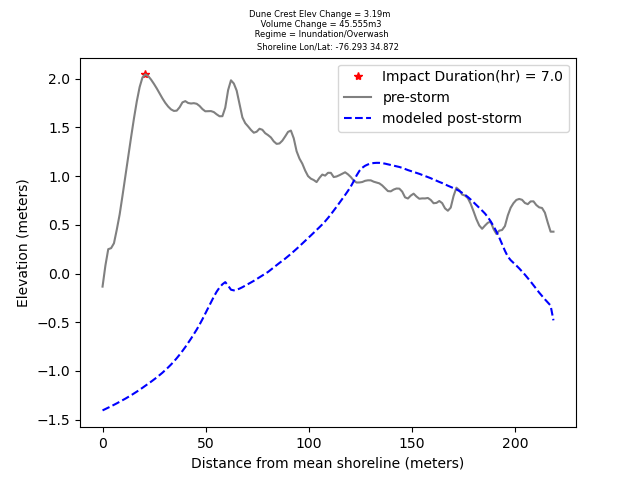 Dune Crest Elev Change = 3.19m
Volume Change = 45.555m3
Regime = Inundation/Overwash
Shoreline Lon/Lat: -76.293 34.872
Impact Duration(hr) = 7.0
pre-storm
modeled post-storm
2.0
1.5
1.0
0.5
0.0
−0.5
−1.0
−1.5
Elevation (meters)
0 50 100 150 200
Distance from mean shoreline (meters)